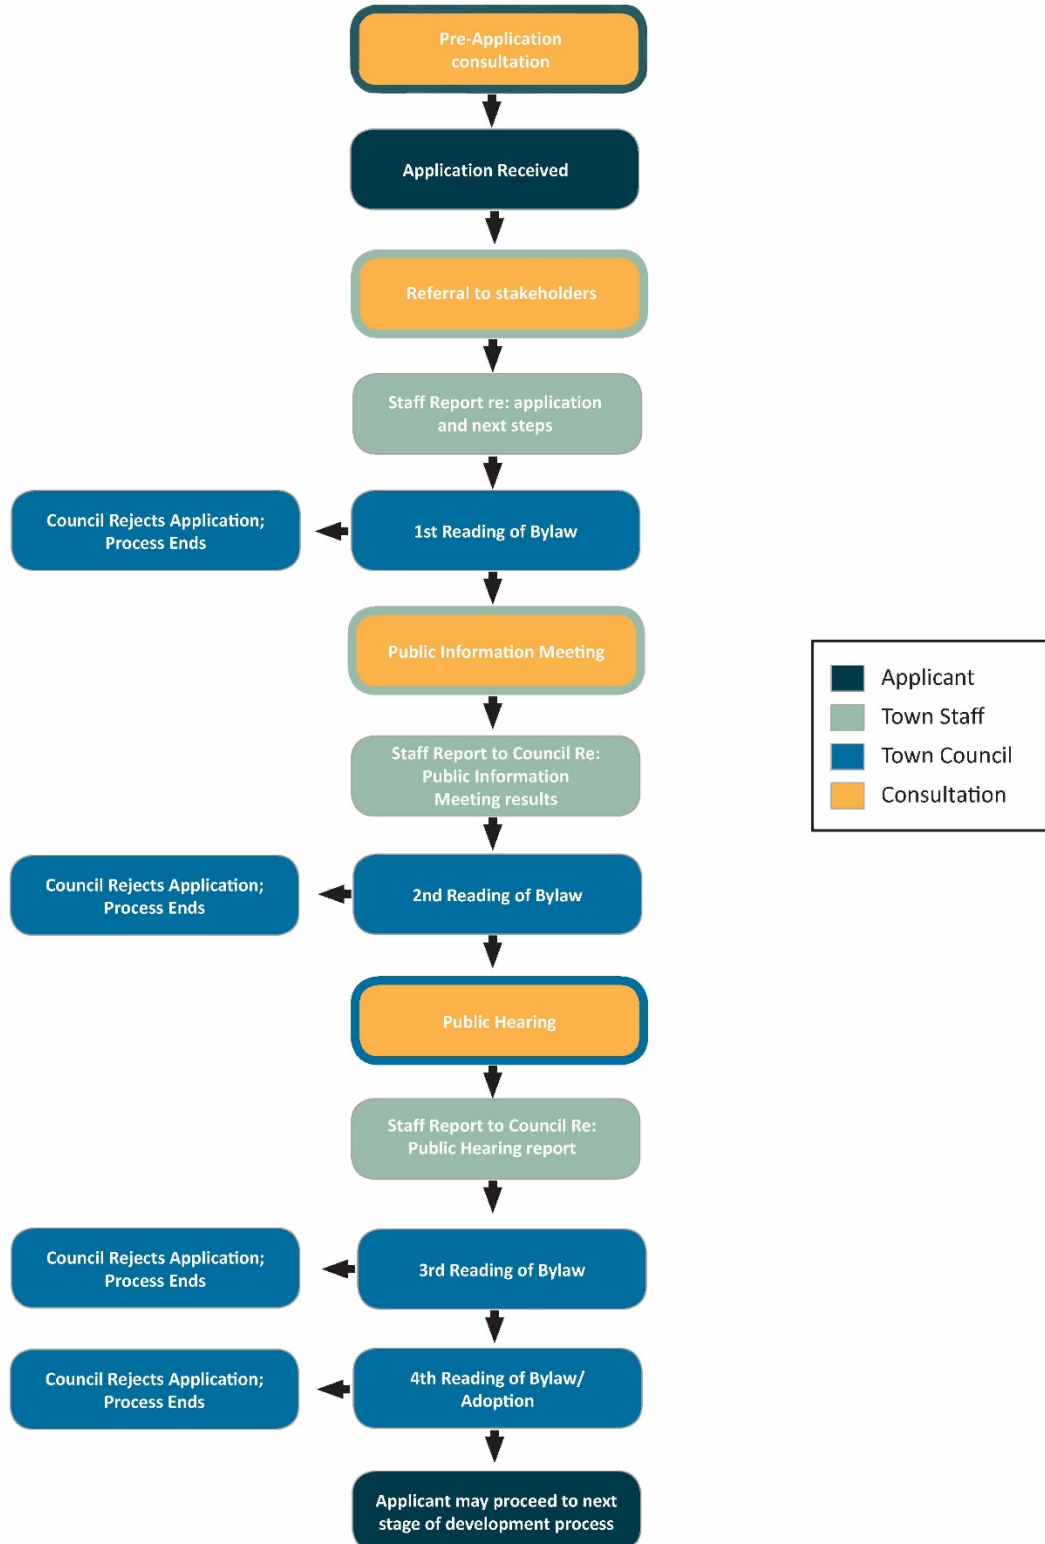 Pre-Application
consultation
Application Received
Referral to stakeholders
Staff Report re: application
and next steps
Council Rejects Application;
Process Ends
1st Reading of Bylaw
Public Information Meeting
Applicant
Town Staff
Town Council
Consultation
Staff Report to Council Re:
Public Information
Meeting results
Council Rejects Application;
Process Ends
2nd Reading of Bylaw
Public Hearing
Staff Report to Council Re:
Public Hearing report
Council Rejects Application;
Process Ends
3rd Reading of Bylaw
Council Rejects Application;
Process Ends
4th Reading of Bylaw/
Adoption
Applicant may proceed to next
stage of development process